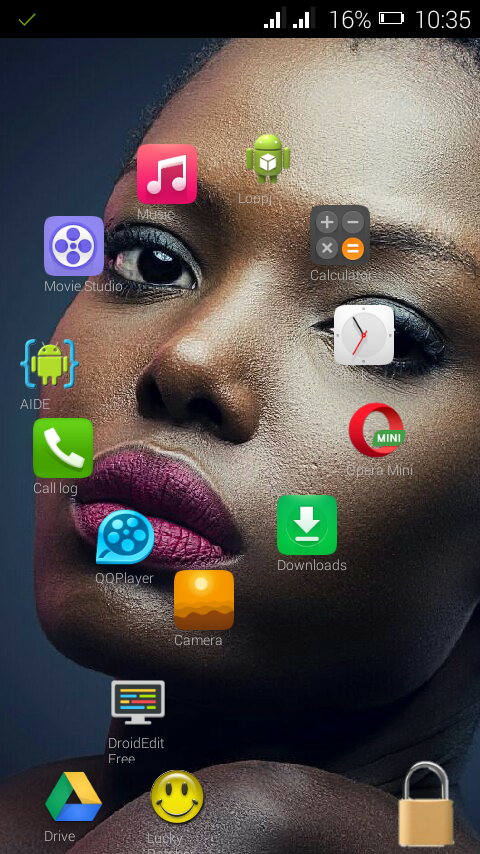 16% 10:35
Music
Loopj
Movie Studio
Calculator
AIDE
MINI
Opera Mini
Call log
Downloads
QQPlayer
Camera
DroidEdit
Free
Drive
Lucky
Patcher